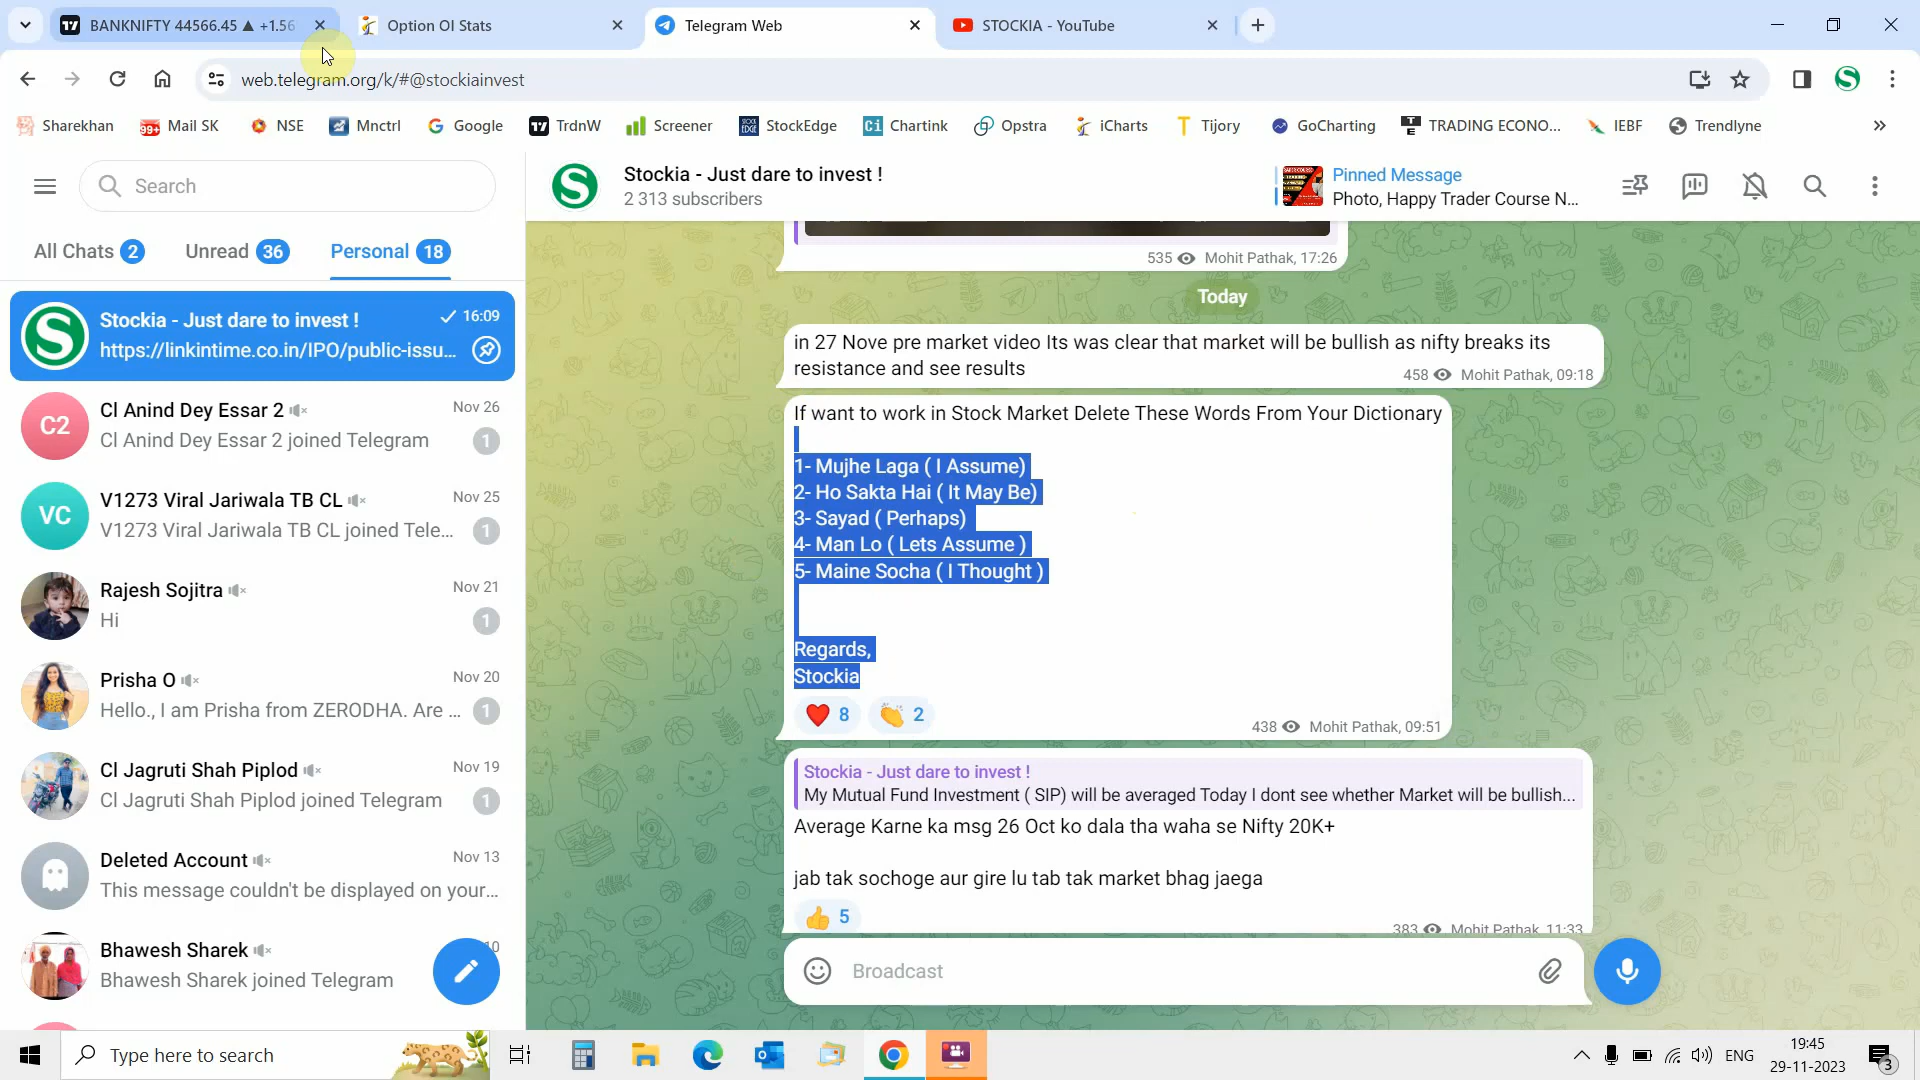 BANKNIFTY 44566.45 ▲ +1.56
Option OI Stats
Telegram Web
STOCKIA - YouTube
web.telegram.org/k/#@stockiainvest
Sharekhan
99+
Mail SK
NSE
Mnctrl
Google
TrdnW
Screener
StockEdge
Chartink
Opstra
iCharts
Tijory
GoCharting
TRADING ECONO...
IEBF
Trendlyne
Search
All Chats 2
Unread 36
Personal 18
Stockia - Just dare to invest !
16:09
https://linkintime.co.in/IPO/public-issu...
C2
Cl Anind Dey Essar 2
Nov 26
Cl Anind Dey Essar 2 joined Telegram
1
VC
V1273 Viral Jariwala TB CL
Nov 25
V1273 Viral Jariwala TB CL joined Tele...
1
Rajesh Sojitra
Nov 21
Hi
1
Prisha O
Nov 20
Hello., I am Prisha from ZERODHA. Are ...
1
Cl Jagruti Shah Piplod
Nov 19
Cl Jagruti Shah Piplod joined Telegram
1
Deleted Account
Nov 13
This message couldn't be displayed on your...
Bhawesh Sharek
10
Bhawesh Sharek joined Telegram
Stockia - Just dare to invest !
2 313 subscribers
Pinned Message
Photo, Happy Trader Course N...
535 Mohit Pathak, 17:26
Today
in 27 Nove pre market video Its was clear that market will be bullish as nifty breaks its
resistance and see results
458 Mohit Pathak, 09:18
If want to work in Stock Market Delete These Words From Your Dictionary
1- Mujhe Laga ( I Assume)
2- Ho Sakta Hai ( It May Be)
3- Sayad ( Perhaps)
4- Man Lo ( Lets Assume )
5- Maine Socha ( I Thought )
Regards,
Stockia
❤️ 8 👏 2
438 Mohit Pathak, 09:51
Stockia - Just dare to invest !
My Mutual Fund Investment ( SIP) will be averaged Today I dont see whether Market will be bullish...
Average Karne ka msg 26 Oct ko dala tha waha se Nifty 20K+
jab tak sochoge aur gire lu tab tak market bhag jaega
👍 5
383 Mohit Pathak, 11:33
Broadcast
Type here to search
ENG
19:45
29-11-2023
3